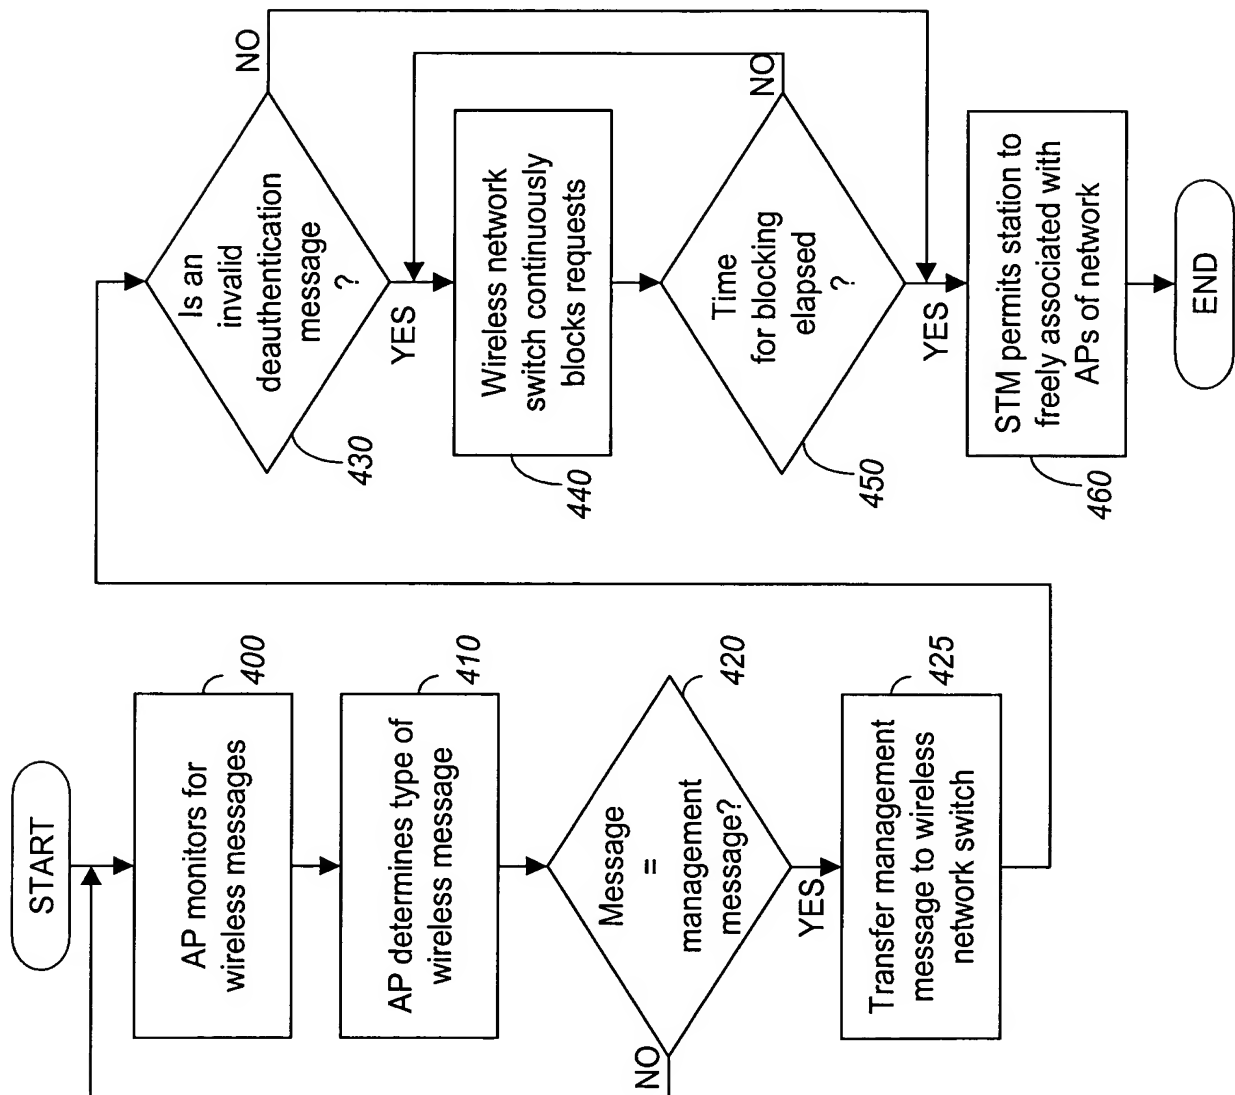 START
AP monitors for
wireless messages
400
AP determines type of
wireless message
410
Message
=
management
message?
420
NO
YES
Transfer management
message to wireless
network switch
425
Is an
invalid
deauthentication
message
?
430
NO
YES
Wireless network
switch continuously
blocks requests
440
Time
for blocking
elapsed
?
450
NO
YES
STM permits station to
freely associated with
APs of network
460
END